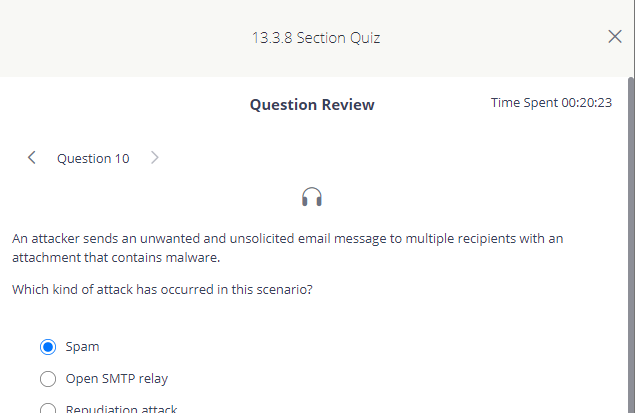 13.3.8 Section Quiz
Question Review
Time Spent 00:20:23
Question 10
An attacker sends an unwanted and unsolicited email message to multiple recipients with an
attachment that contains malware.
Which kind of attack has occurred in this scenario?
Spam
Open SMTP relay
Repudiation attack